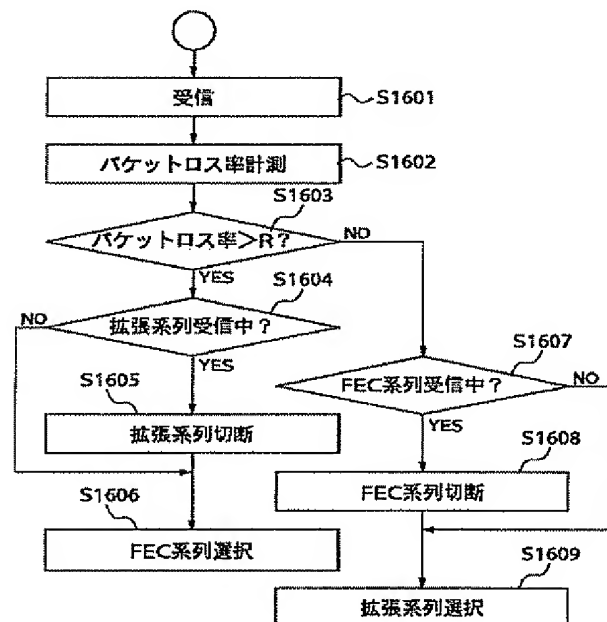 受信
S1601
パケットロス率計測
S1602
S1603
パケットロス率>R?
NO
YES
S1604
拡張系列受信中?
NO
YES
S1605
拡張系列切断
S1606
FEC系列選択
S1607
FEC系列受信中?
NO
YES
S1608
FEC系列切断
S1609
拡張系列選択